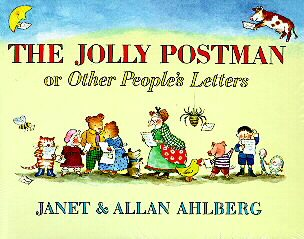 THE JOLLY POSTMAN
or Other People's Letters
JANET & ALLAN AHLBERG